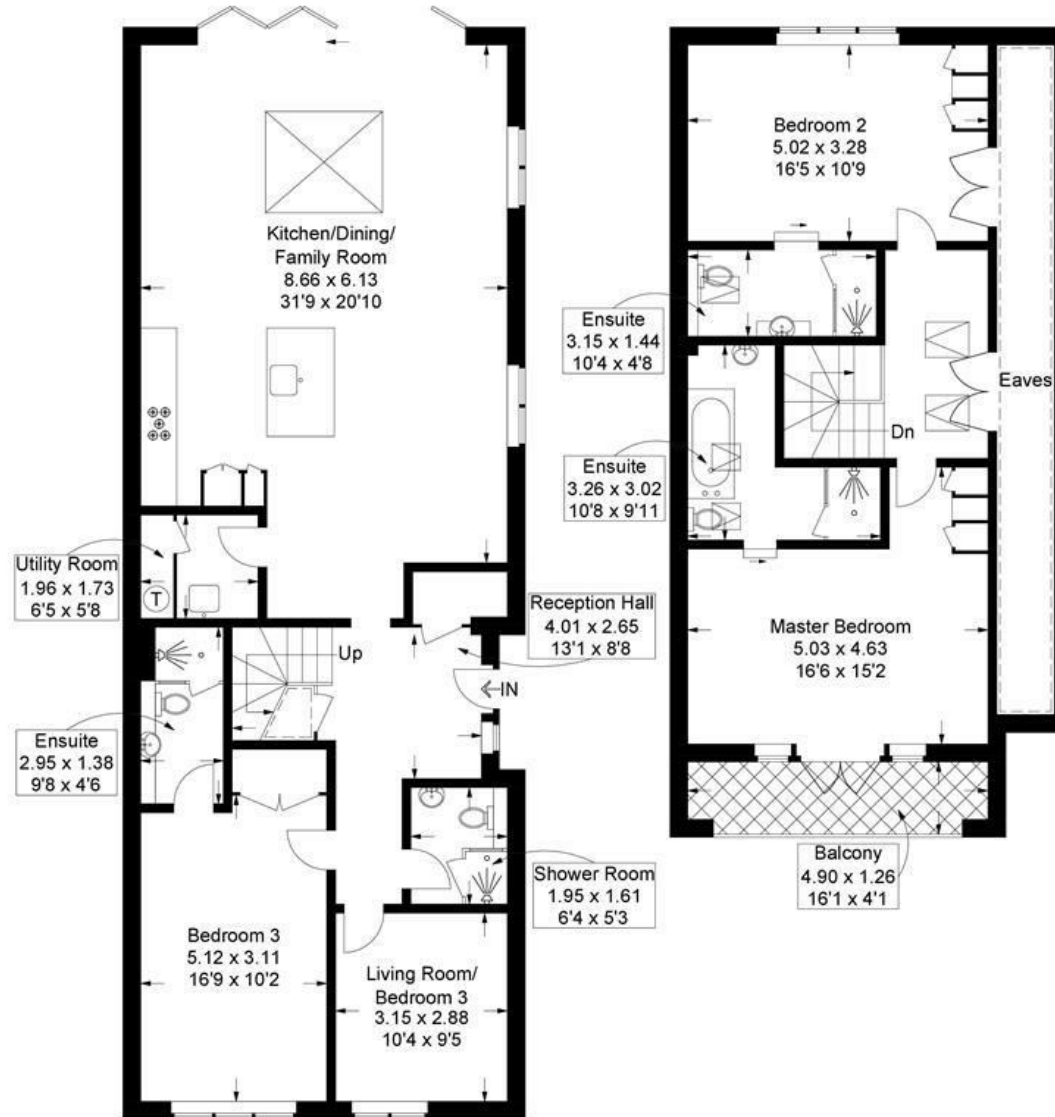 Kitchen/Dining/
Family Room
8.66 x 6.13
31'9 x 20'10
Utility Room
1.96 x 1.73
6'5 x 5'8
T
Reception Hall
4.01 x 2.65
13'1 x 8'8
Up
IN
Ensuite
2.95 x 1.38
9'8 x 4'6
Shower Room
1.95 x 1.61
6'4 x 5'3
Bedroom 3
5.12 x 3.11
16'9 x 10'2
Living Room/
Bedroom 3
3.15 x 2.88
10'4 x 9'5
Bedroom 2
5.02 x 3.28
16'5 x 10'9
Ensuite
3.15 x 1.44
10'4 x 4'8
Eaves
Dn
Ensuite
3.26 x 3.02
10'8 x 9'11
Master Bedroom
5.03 x 4.63
16'6 x 15'2
Balcony
4.90 x 1.26
16'1 x 4'1